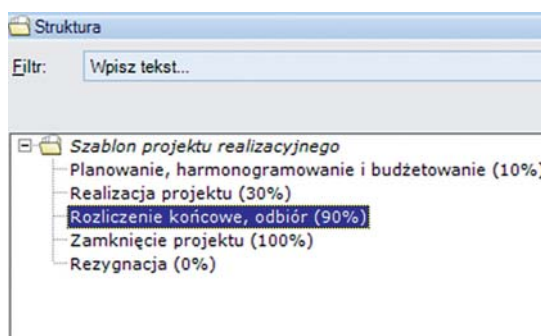 Struktura
Filtr: Wpisz tekst...
Szablon projektu realizacyjnego
Planowanie, harmonogramowanie i budżetowanie (10%)
Realizacja projektu (30%)
Rozliczenie końcowe, odbiór (90%)
Zamknięcie projektu (100%)
Rezygnacja (0%)